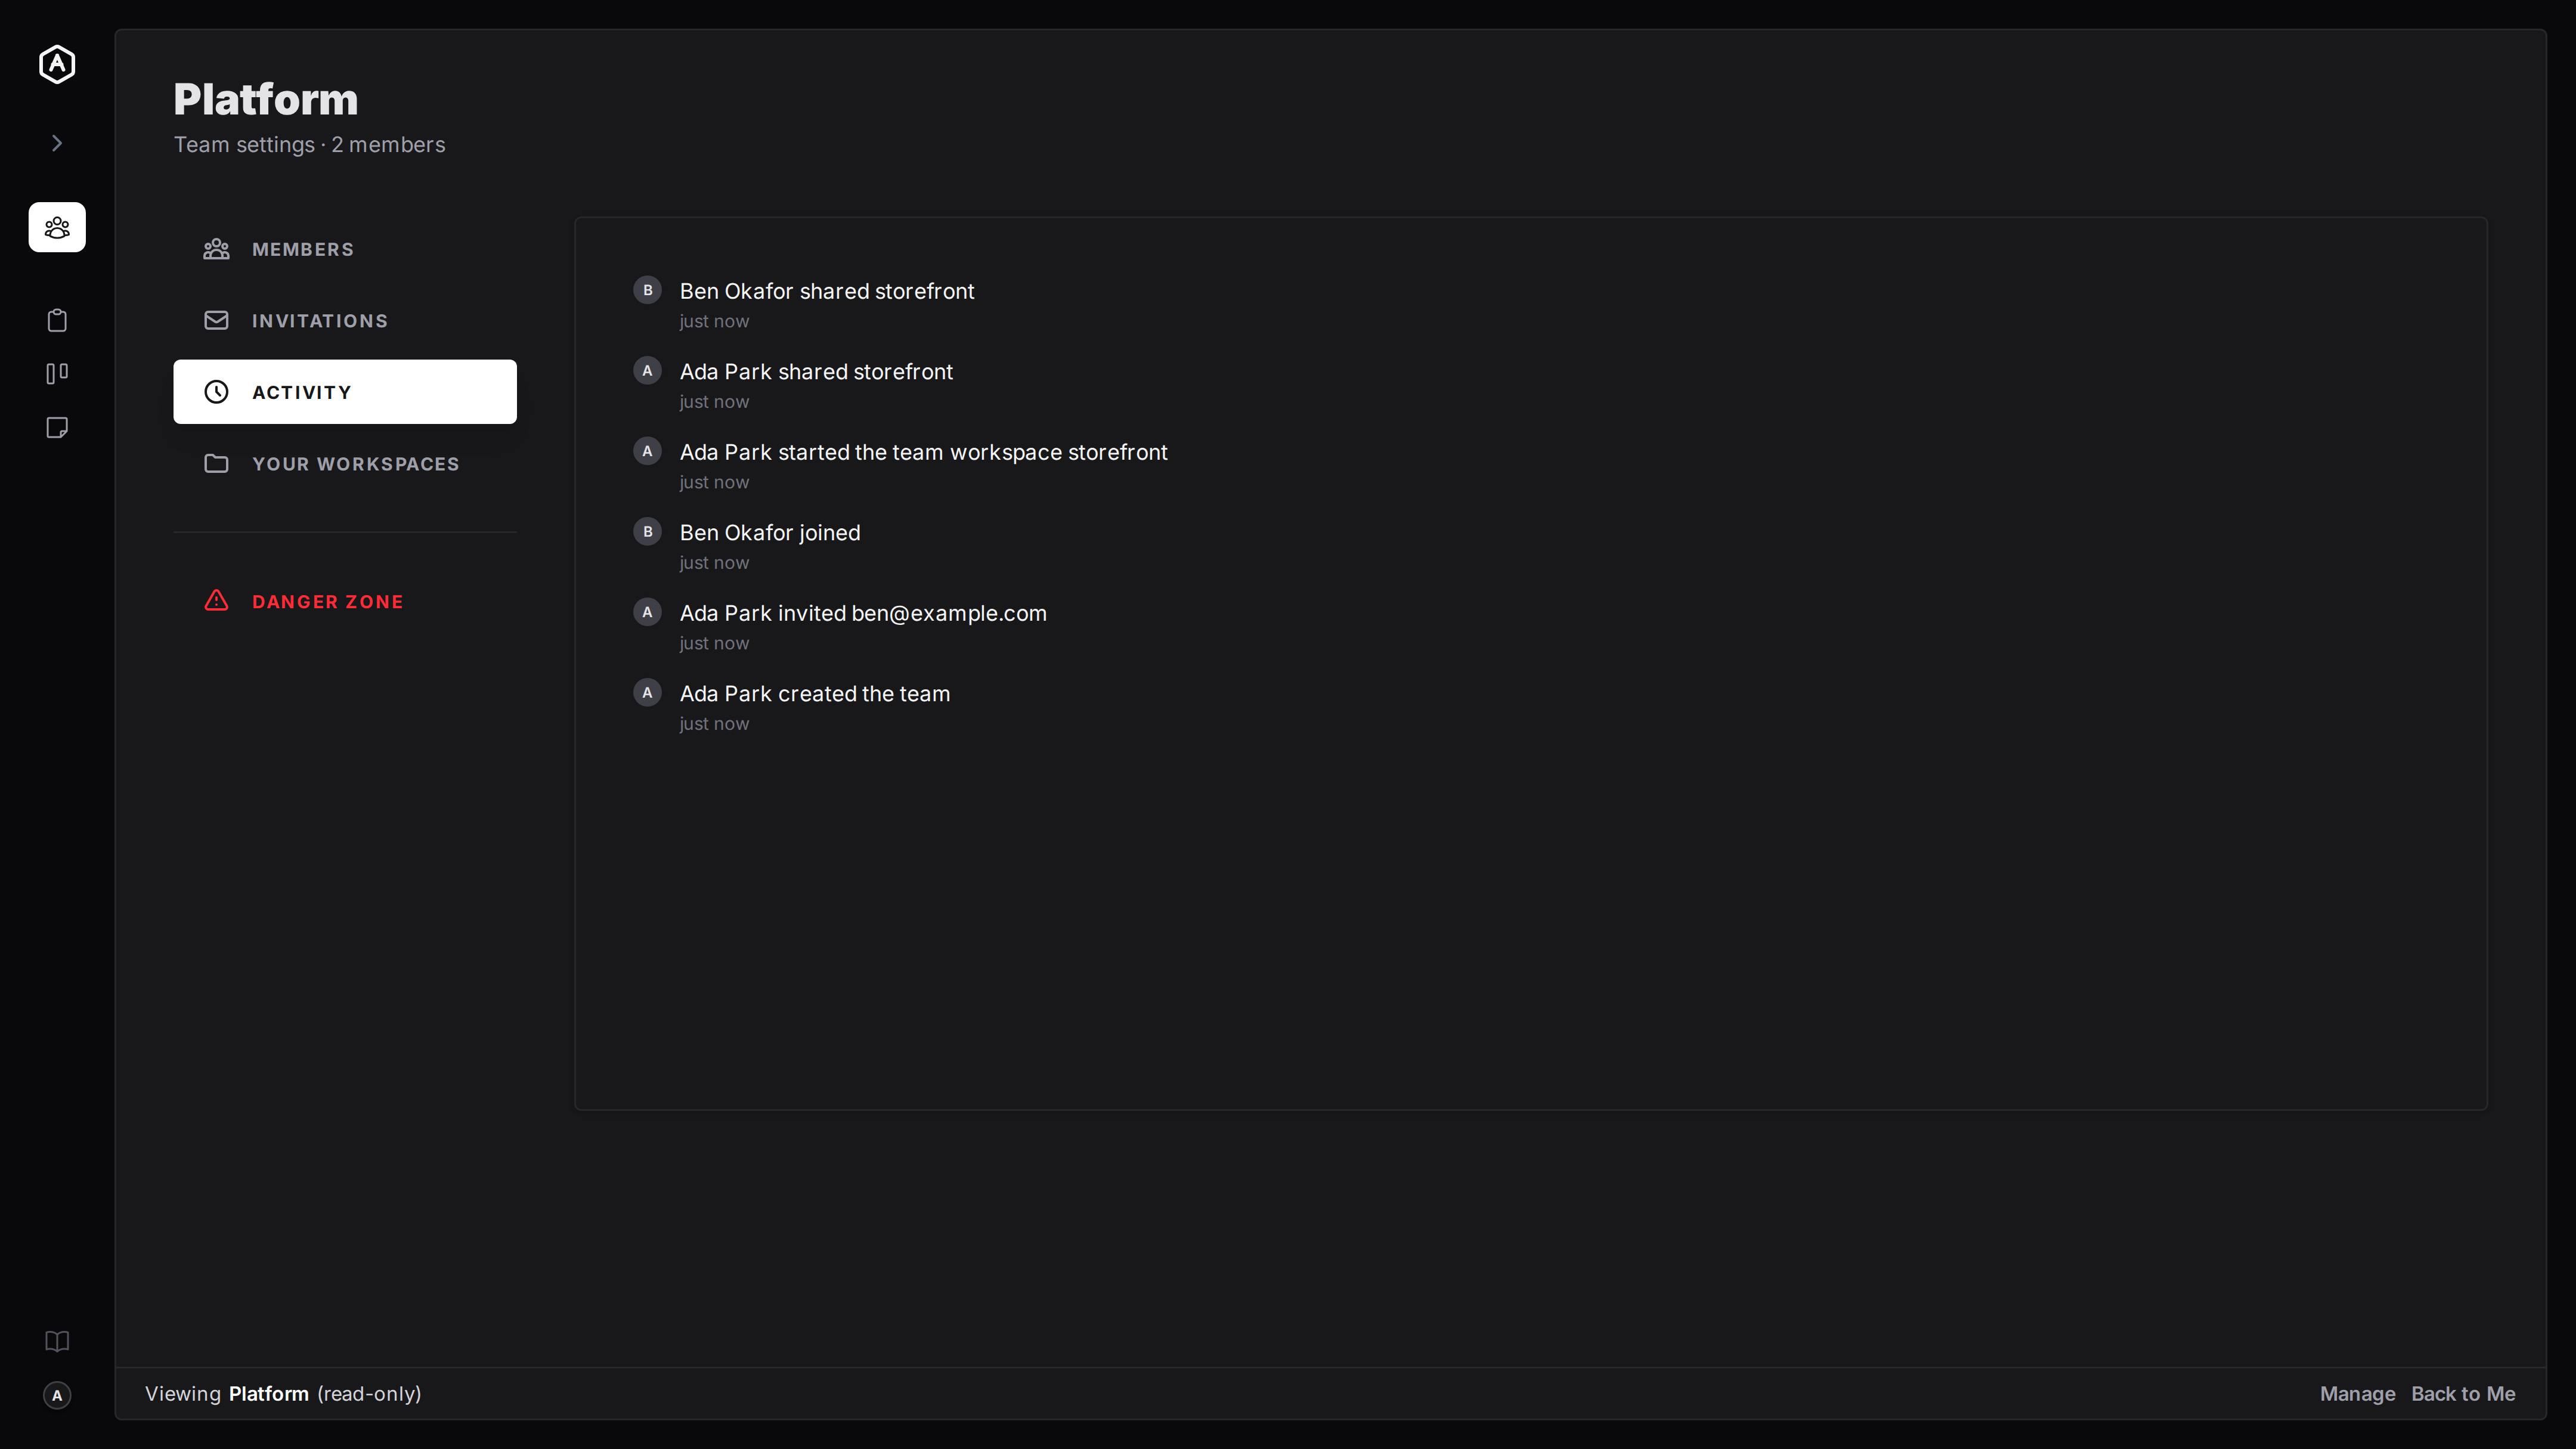 A
Platform
Team settings · 2 members
MEMBERS
INVITATIONS
ACTIVITY
YOUR WORKSPACES
DANGER ZONE
B Ben Okafor shared storefront
just now
A Ada Park shared storefront
just now
A Ada Park started the team workspace storefront
just now
B Ben Okafor joined
just now
A Ada Park invited ben@example.com
just now
A Ada Park created the team
just now
A
Viewing Platform (read-only)
Manage Back to Me